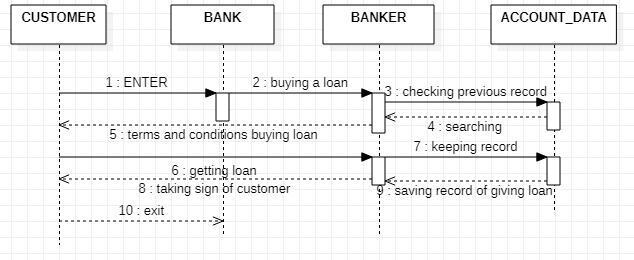 CUSTOMER
BANK
BANKER
ACCOUNT_DATA
1 : ENTER
2 : buying a loan
3 : checking previous record
4 : searching
5 : terms and conditions buying loan
7 : keeping record
6 : getting loan
8 : taking sign of customer
9 : saving record of giving loan
10 : exit